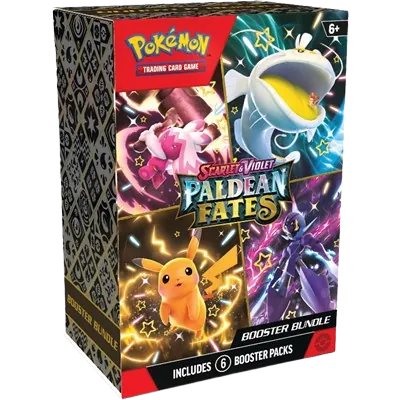 POKÉMON
TRADING CARD GAME
6+
SCARLET & VIOLET
PALDEAN
FATES
BOOSTER BUNDLE
INCLUDES 6 BOOSTER PACKS
BOOSTER BUNDLE